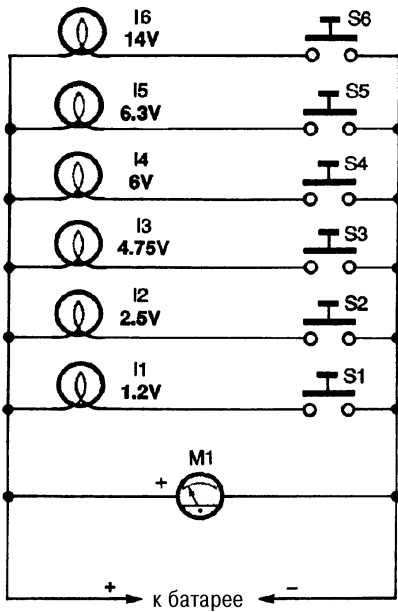 I6 S6
14V
I5 S5
6.3V
I4 S4
6V
I3 S3
4.75V
I2 S2
2.5V
I1 S1
1.2V
M1
+
+ к батарее −